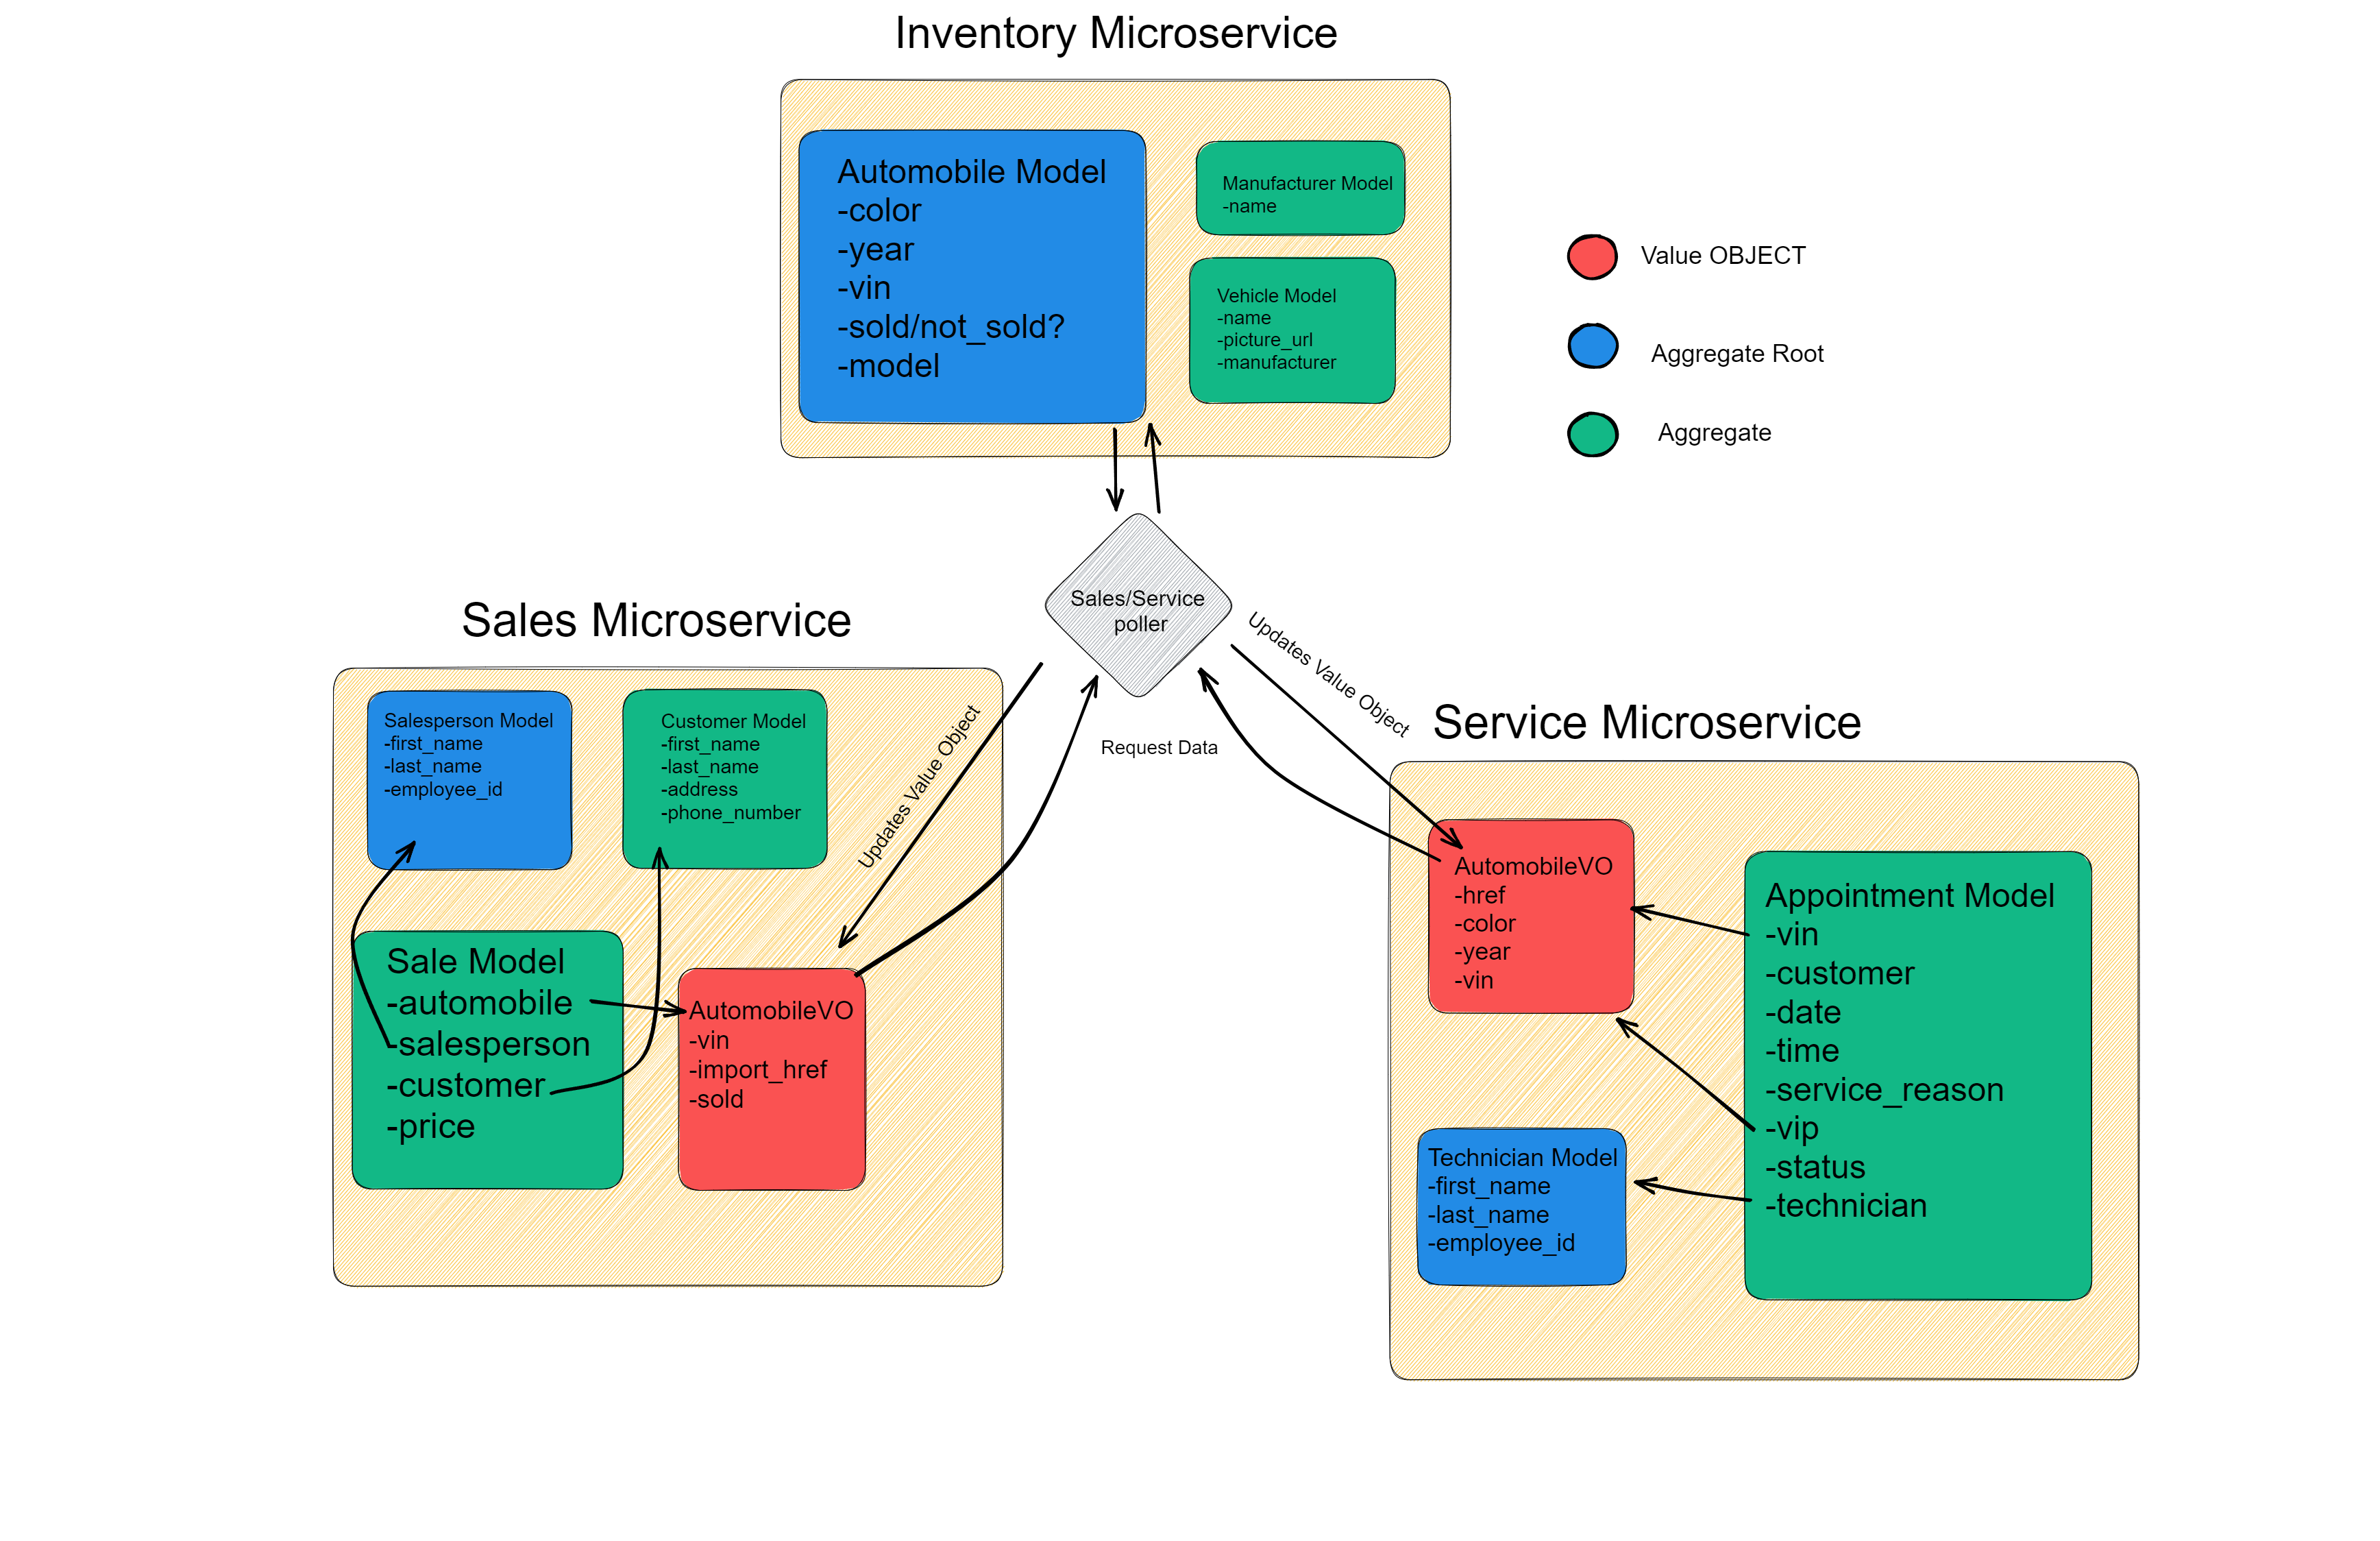 Inventory Microservice
Automobile Model
-color
-year
-vin
-sold/not_sold?
-model
Manufacturer Model
-name
Vehicle Model
-name
-picture_url
-manufacturer
Value OBJECT
Aggregate Root
Aggregate
Sales/Service
poller
Updates Value Object
Request Data
Updates Value Object
Sales Microservice
Salesperson Model
-first_name
-last_name
-employee_id
Customer Model
-first_name
-last_name
-address
-phone_number
Sale Model
-automobile
-salesperson
-customer
-price
AutomobileVO
-vin
-import_href
-sold
Service Microservice
AutomobileVO
-href
-color
-year
-vin
Technician Model
-first_name
-last_name
-employee_id
Appointment Model
-vin
-customer
-date
-time
-service_reason
-vip
-status
-technician